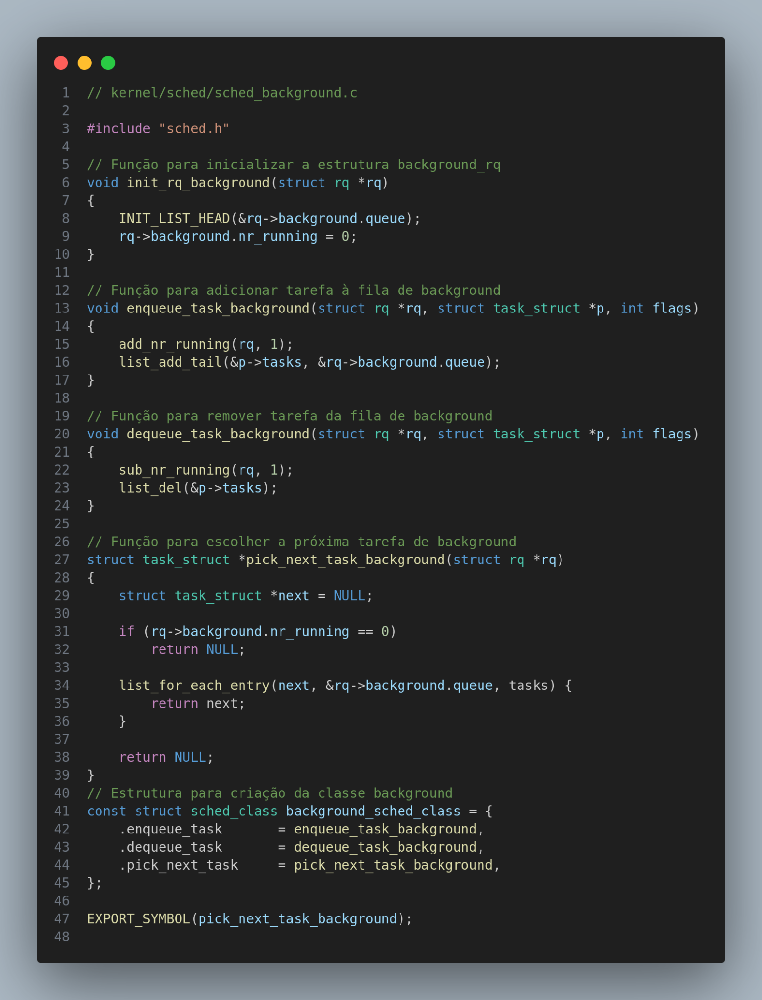 1 // kernel/sched/sched_background.c
2
3 #include "sched.h"
4
5 // Função para inicializar a estrutura background_rq
6 void init_rq_background(struct rq *rq)
7 {
8     INIT_LIST_HEAD(&rq->background.queue);
9     rq->background.nr_running = 0;
10 }
11
12 // Função para adicionar tarefa à fila de background
13 void enqueue_task_background(struct rq *rq, struct task_struct *p, int flags)
14 {
15     add_nr_running(rq, 1);
16     list_add_tail(&p->tasks, &rq->background.queue);
17 }
18
19 // Função para remover tarefa da fila de background
20 void dequeue_task_background(struct rq *rq, struct task_struct *p, int flags)
21 {
22     sub_nr_running(rq, 1);
23     list_del(&p->tasks);
24 }
25
26 // Função para escolher a próxima tarefa de background
27 struct task_struct *pick_next_task_background(struct rq *rq)
28 {
29     struct task_struct *next = NULL;
30
31     if (rq->background.nr_running == 0)
32         return NULL;
33
34     list_for_each_entry(next, &rq->background.queue, tasks) {
35         return next;
36     }
37
38     return NULL;
39 }
40 // Estrutura para criação da classe background
41 const struct sched_class background_sched_class = {
42     .enqueue_task       = enqueue_task_background,
43     .dequeue_task       = dequeue_task_background,
44     .pick_next_task     = pick_next_task_background,
45 };
46
47 EXPORT_SYMBOL(pick_next_task_background);
48